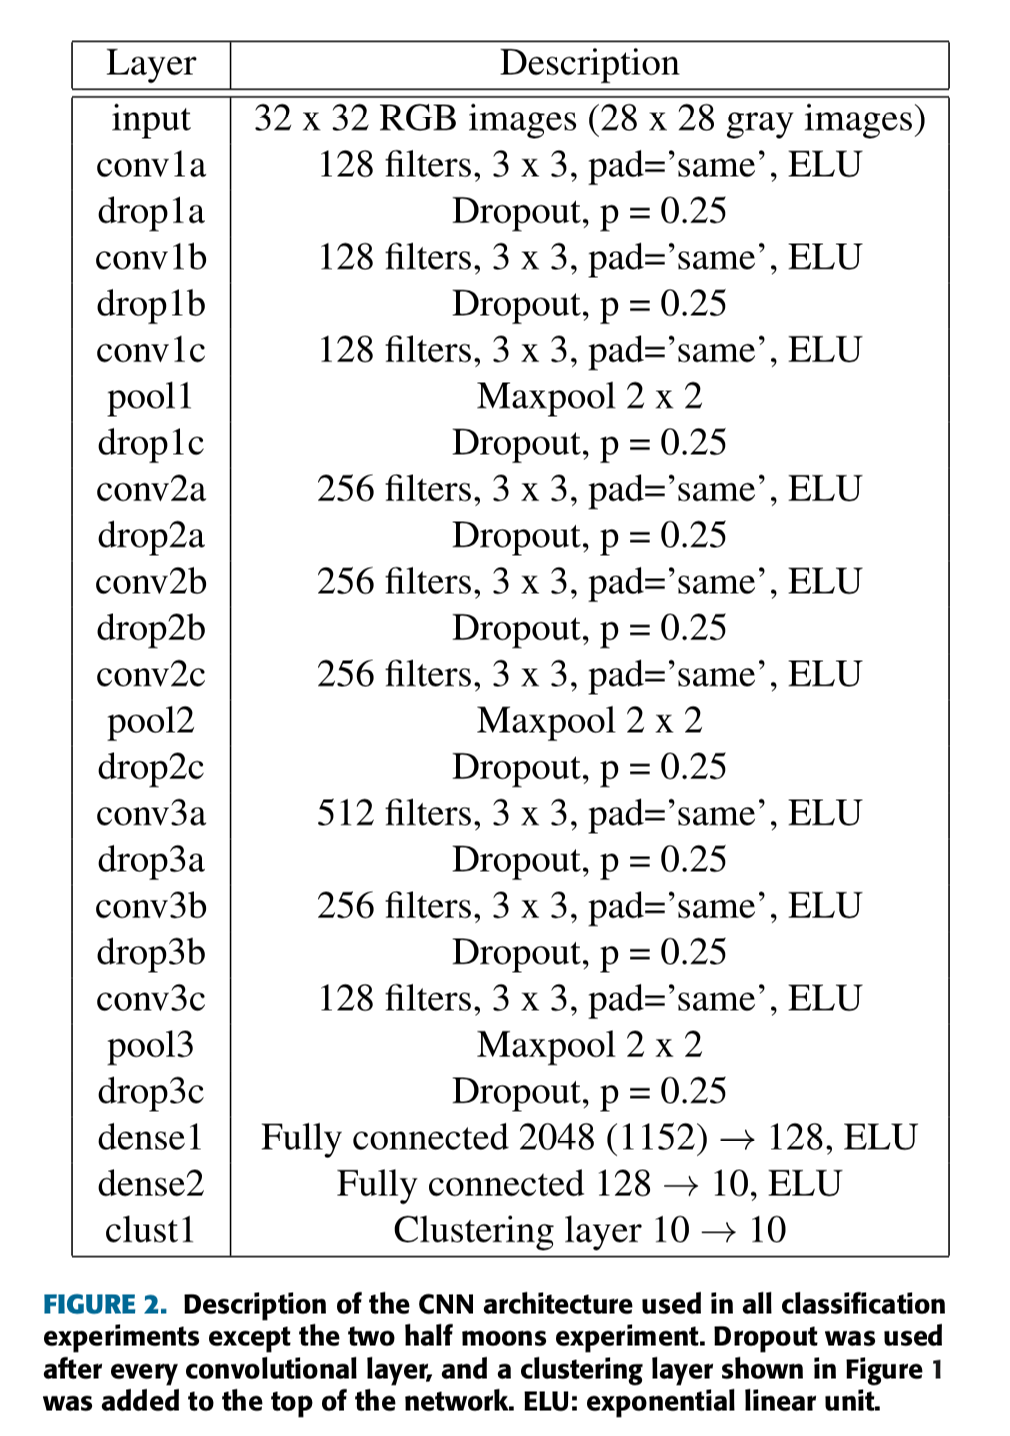 Layer Description
input 32 x 32 RGB images (28 x 28 gray images)
conv1a 128 filters, 3 x 3, pad=’same’, ELU
drop1a Dropout, p = 0.25
conv1b 128 filters, 3 x 3, pad=’same’, ELU
drop1b Dropout, p = 0.25
conv1c 128 filters, 3 x 3, pad=’same’, ELU
pool1 Maxpool 2 x 2
drop1c Dropout, p = 0.25
conv2a 256 filters, 3 x 3, pad=’same’, ELU
drop2a Dropout, p = 0.25
conv2b 256 filters, 3 x 3, pad=’same’, ELU
drop2b Dropout, p = 0.25
conv2c 256 filters, 3 x 3, pad=’same’, ELU
pool2 Maxpool 2 x 2
drop2c Dropout, p = 0.25
conv3a 512 filters, 3 x 3, pad=’same’, ELU
drop3a Dropout, p = 0.25
conv3b 256 filters, 3 x 3, pad=’same’, ELU
drop3b Dropout, p = 0.25
conv3c 128 filters, 3 x 3, pad=’same’, ELU
pool3 Maxpool 2 x 2
drop3c Dropout, p = 0.25
dense1 Fully connected 2048 (1152) → 128, ELU
dense2 Fully connected 128 → 10, ELU
clust1 Clustering layer 10 → 10
FIGURE 2. Description of the CNN architecture used in all classification
experiments except the two half moons experiment. Dropout was used
after every convolutional layer, and a clustering layer shown in Figure 1
was added to the top of the network. ELU: exponential linear unit.